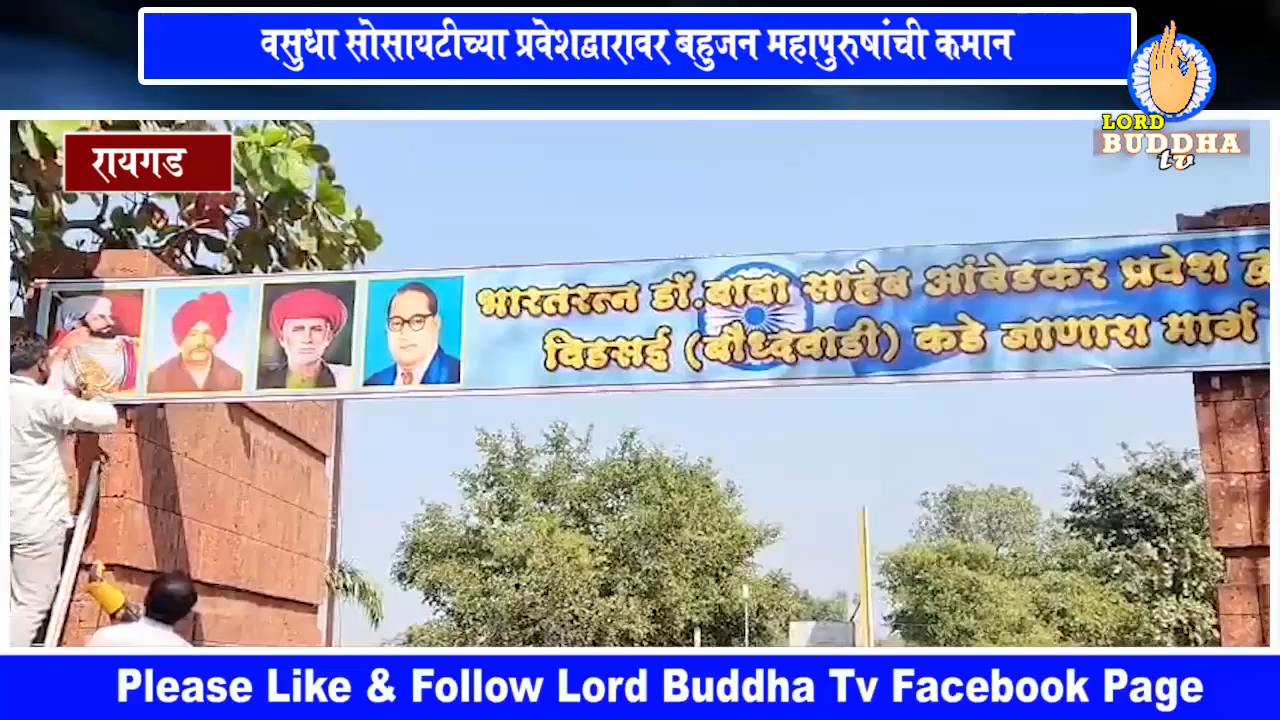 वसुधा सोसायटीच्या प्रवेशद्वारावर बहुजन महापुरुषांची कमान
LORD
BUDDHA
tv
रायगड
भारतरत्न डॉ.बाबा साहेब आंबेडकर प्रवेश
विडसई (बौध्दवाडी) कडे जाणारा मार्ग
Please Like & Follow Lord Buddha Tv Facebook Page